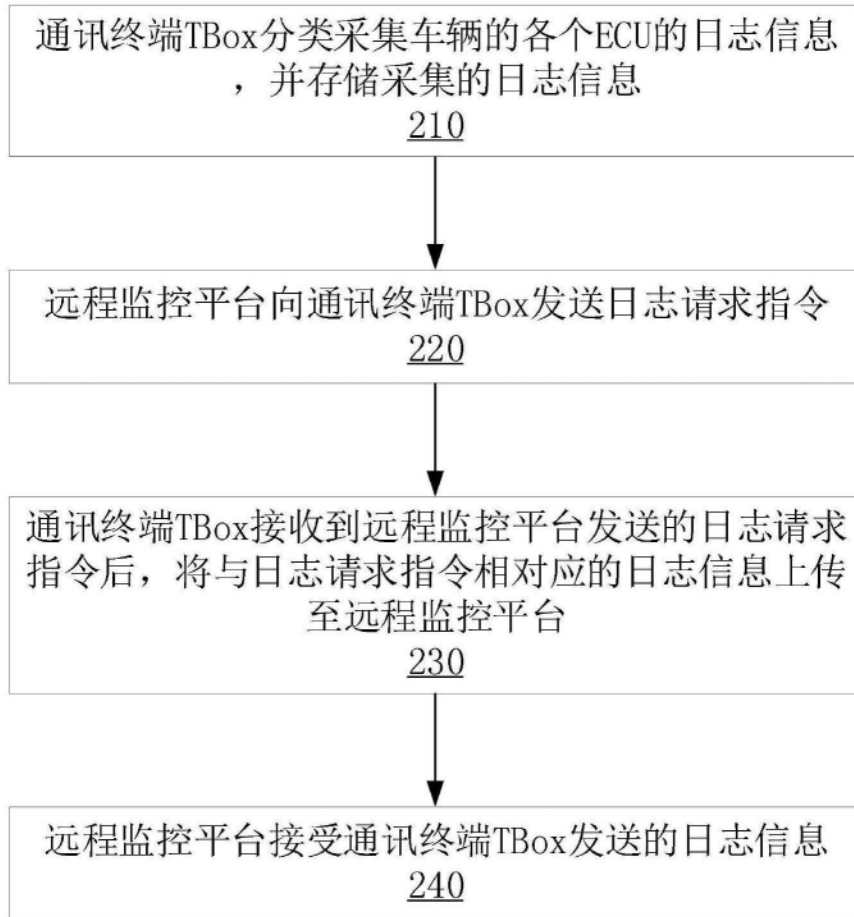 通讯终端TBox分类采集车辆的各个ECU的日志信息
，并存储采集的日志信息
210
远程监控平台向通讯终端TBox发送日志请求指令
220
通讯终端TBox接收到远程监控平台发送的日志请求
指令后，将与日志请求指令相对应的日志信息上传
至远程监控平台
230
远程监控平台接受通讯终端TBox发送的日志信息
240